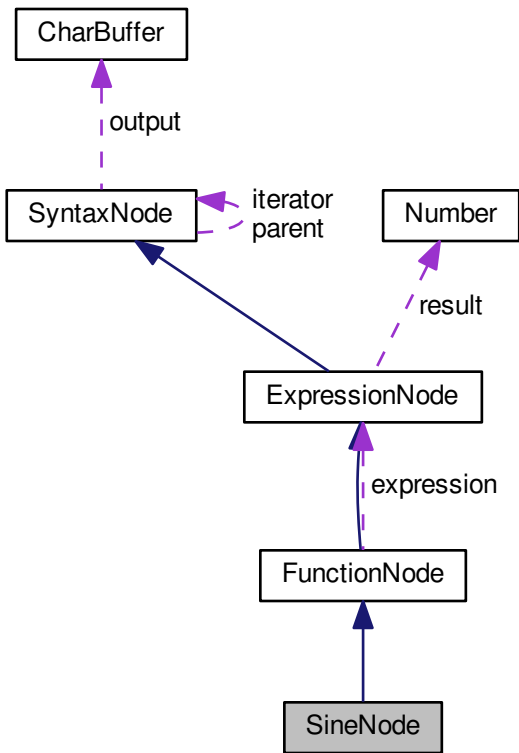 CharBuffer
output
SyntaxNode
iterator
parent
Number
result
ExpressionNode
expression
FunctionNode
SineNode